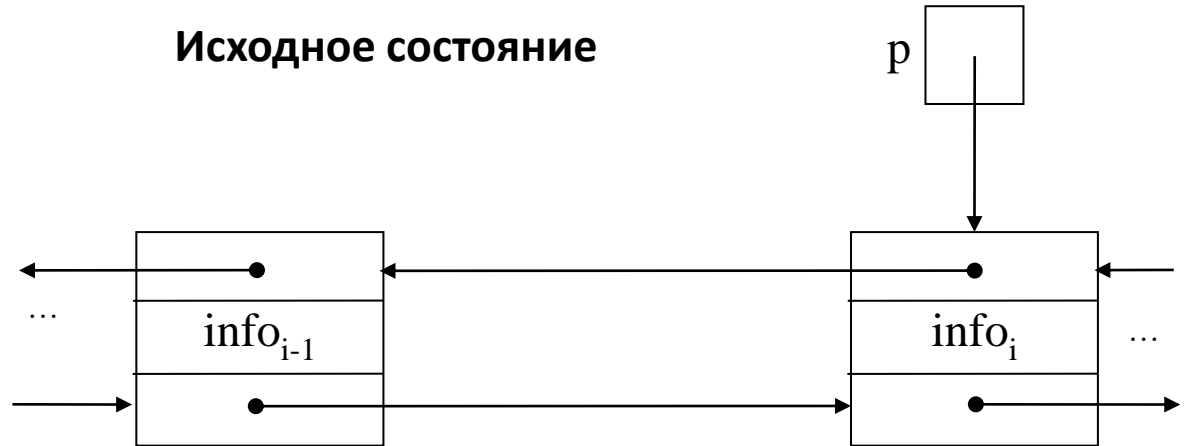 Исходное состояние
p
...
info_{i-1}
info_i
...